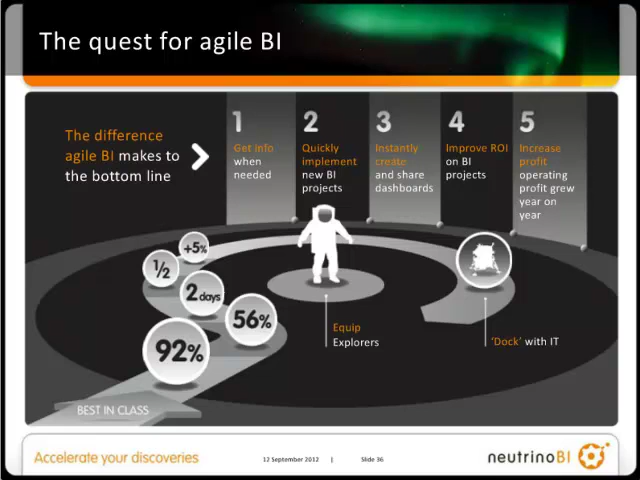 The quest for agile BI
The difference
agile BI makes to
the bottom line
1
Get info
when
needed
2
Quickly
implement
new BI
projects
3
Instantly
create
and share
dashboards
4
Improve ROI
on BI
projects
5
Increase
profit
operating
profit grew
year on
year
+5%
1/2
2 days
56%
92%
BEST IN CLASS
Equip
Explorers
'Dock' with IT
Accelerate your discoveries
12 September 2012 | Slide 36
neutrinoBI